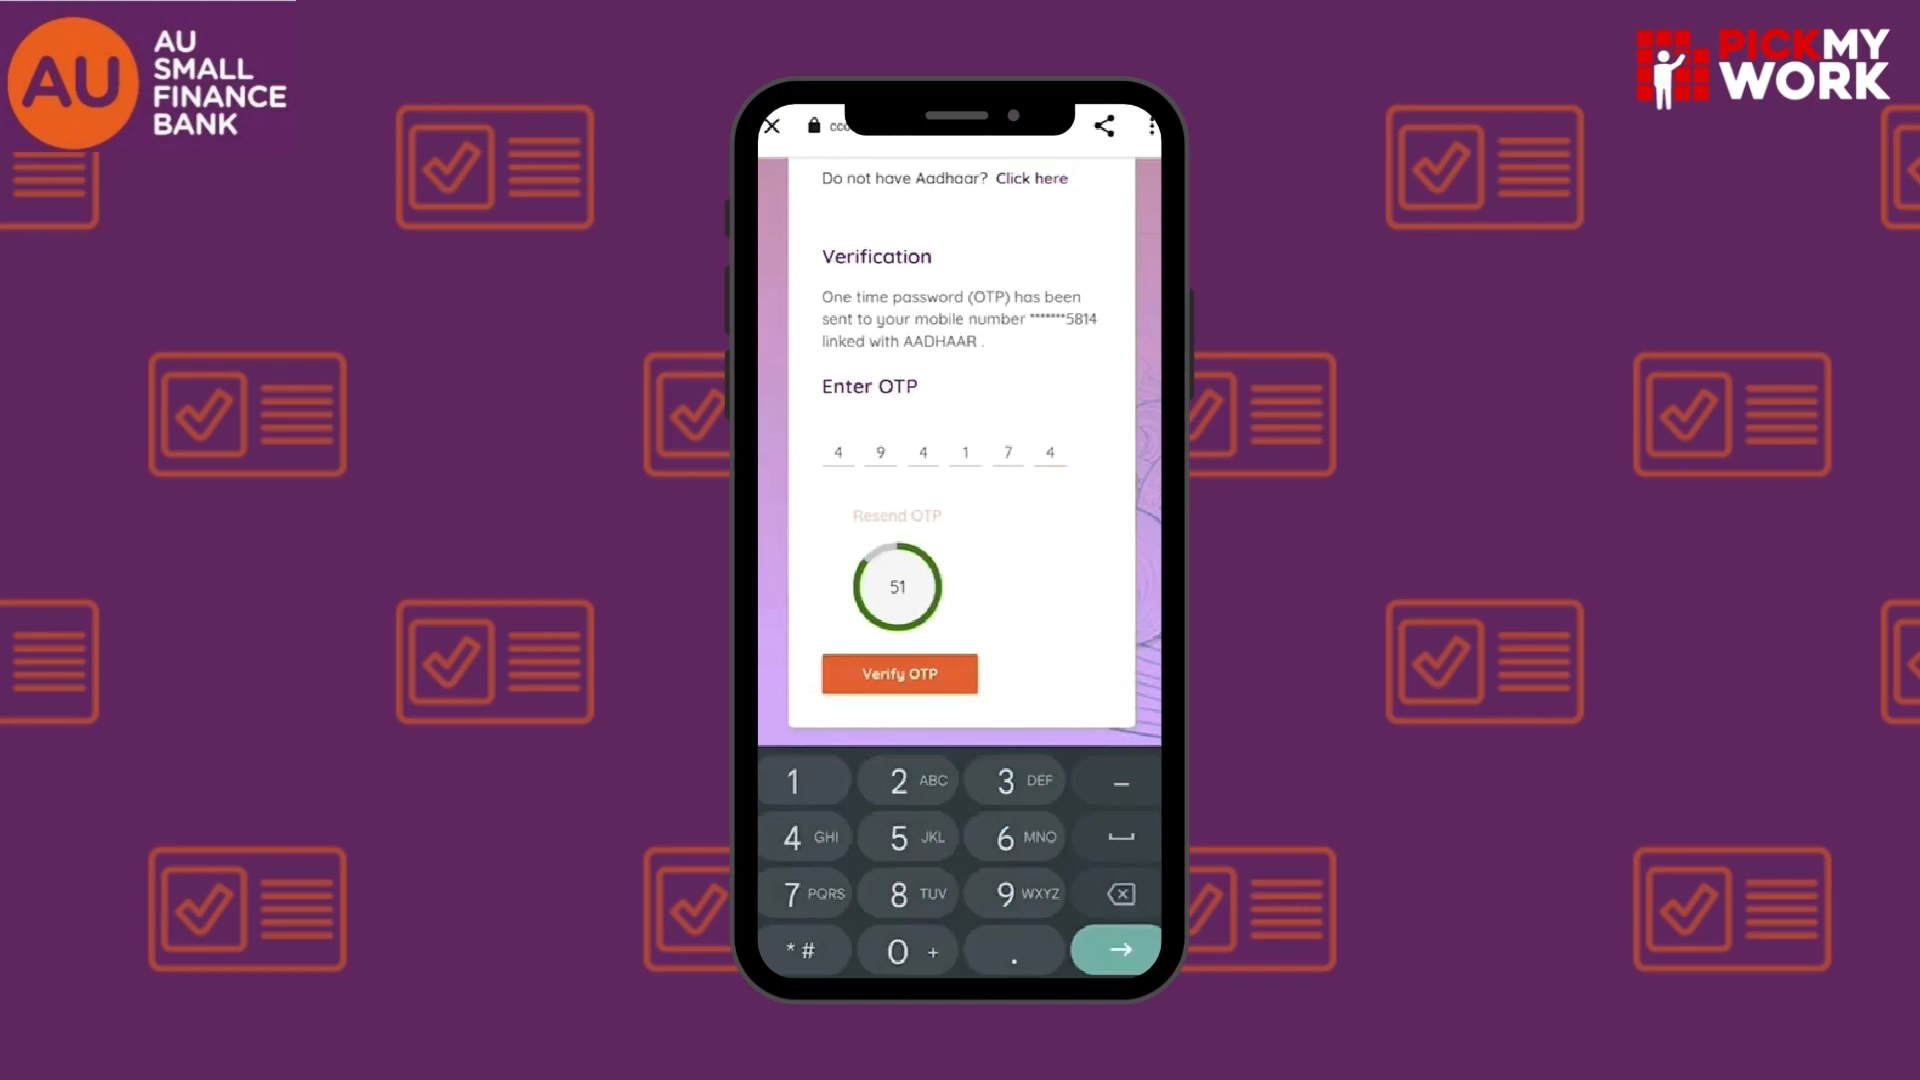 AU
AU
SMALL
FINANCE
BANK
PICKMY
WORK
Do not have Aadhaar? Click here
Verification
One time password (OTP) has been
sent to your mobile number *******5814
linked with AADHAAR .
Enter OTP
4 9 4 1 7 4
Resend OTP
51
Verify OTP
1 2 ABC 3 DEF –
4 GHI 5 JKL 6 MNO
7 PQRS 8 TUV 9 WXYZ
* # 0 + .